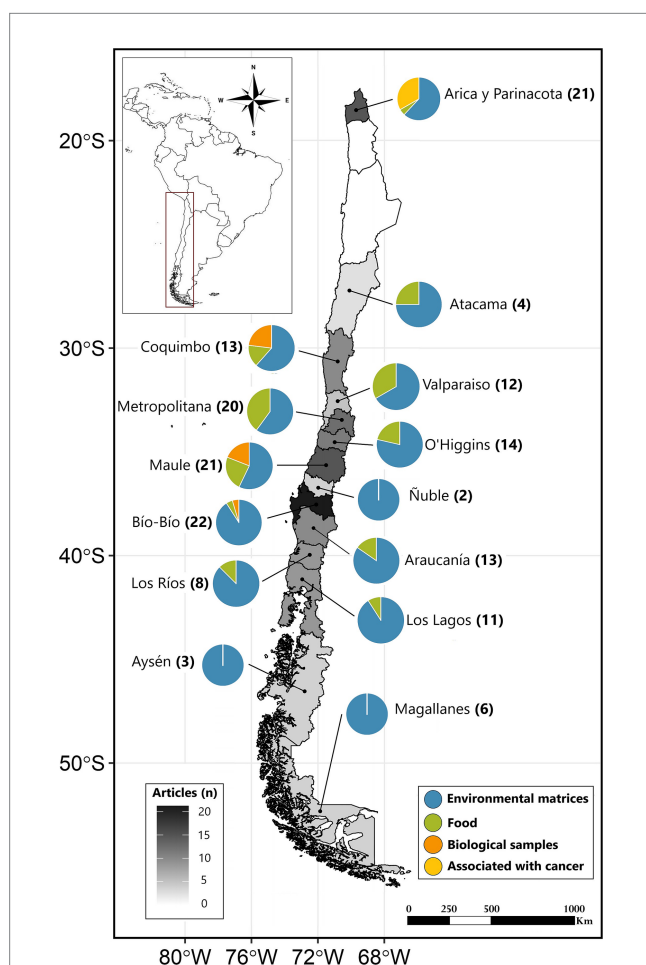 N
W E
S
20°S
30°S
40°S
50°S
Arica y Parinacota (21)
Atacama (4)
Coquimbo (13)
Valparaiso (12)
Metropolitana (20)
O'Higgins (14)
Maule (21)
Ñuble (2)
Bío-Bío (22)
Araucanía (13)
Los Ríos (8)
Los Lagos (11)
Aysén (3)
Magallanes (6)
Articles (n)
20
15
10
5
0
Environmental matrices
Food
Biological samples
Associated with cancer
0 250 500 1000
Km
80°W 76°W 72°W 68°W